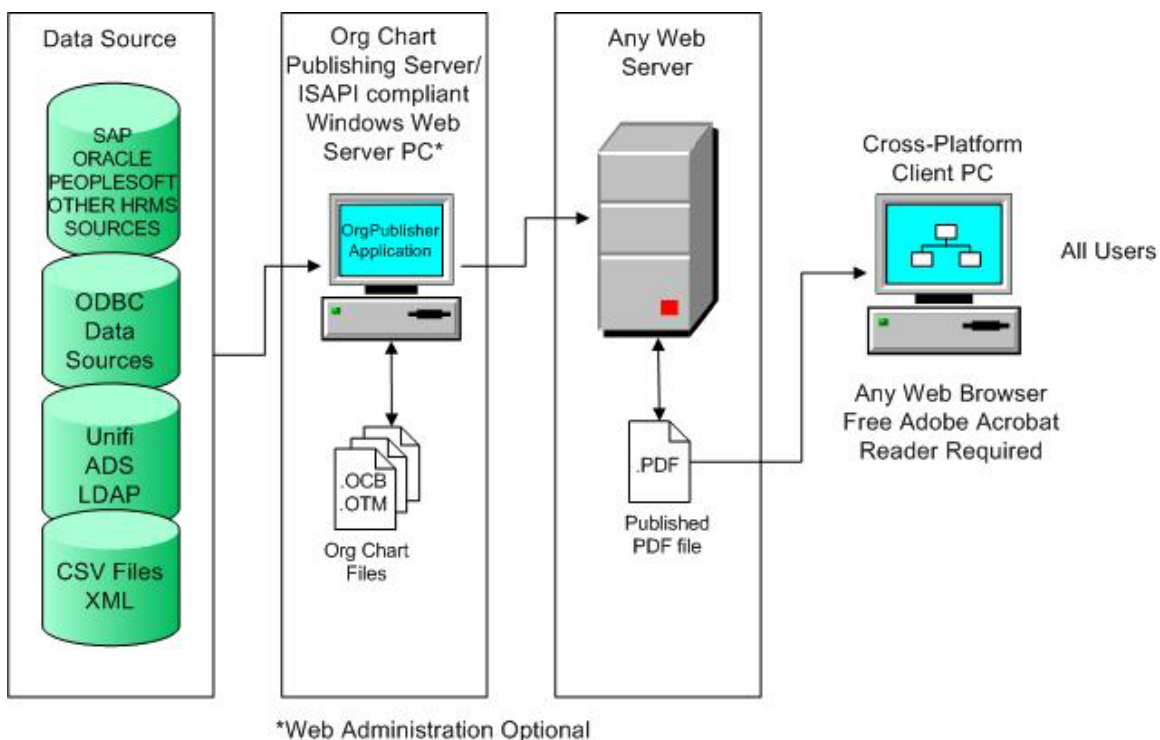 Data Source
SAP
ORACLE
PEOPLESOFT
OTHER HRMS
SOURCES
ODBC
Data
Sources
Unifi
ADS
LDAP
CSV Files
XML
Org Chart
Publishing Server/
ISAPI compliant
Windows Web
Server PC*
OrgPublisher
Application
.OCB
.OTM
Org Chart
Files
Any Web
Server
.PDF
Published
PDF file
Cross-Platform
Client PC
All Users
Any Web Browser
Free Adobe Acrobat
Reader Required
*Web Administration Optional